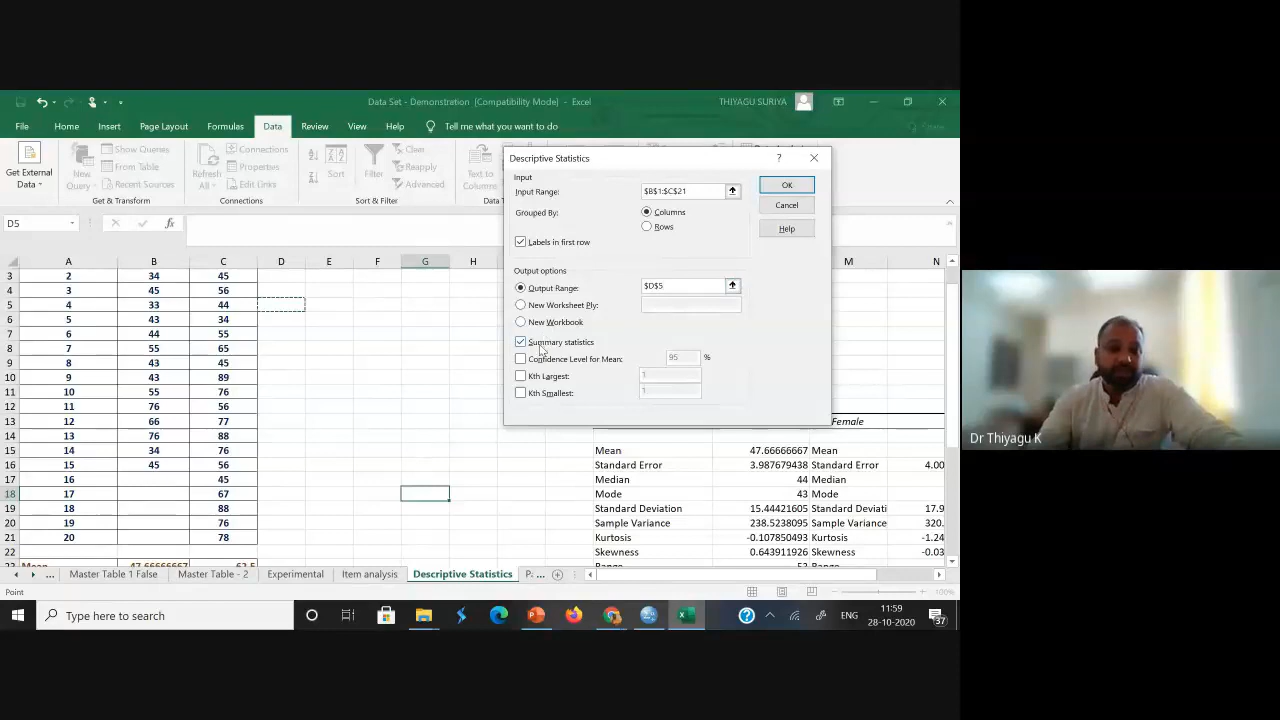 Data Set - Demonstration [Compatibility Mode] - Excel
THIYAGU SURIYA
File Home Insert Page Layout Formulas Data Review View Help Tell me what you want to do Share
Get External Data
New Query
Show Queries
From Table
Recent Sources
Get & Transform
Refresh All
Connections
Properties
Edit Links
Connections
Sort
Filter
Clear
Reapply
Advanced
Sort & Filter
Text to Columns
Data T
D5
fx
A B C D E F G H M N
3 2 34 45
4 3 45 56
5 4 33 44
6 5 43 34
7 6 44 55
8 7 55 65
9 8 43 45
10 9 43 89
11 10 55 76
12 11 76 56
13 12 66 77
14 13 76 88
15 14 34 76
16 15 45 56
17 16 45
18 17 67
19 18 88
20 19 76
21 20 78
22
Descriptive Statistics
?
Input
Input Range: $B$1:$C$21
OK
Cancel
Help
Grouped By: Columns
Rows
Labels in first row
Output options
Output Range: $D$5
New Worksheet Ply:
New Workbook
Summary statistics
Confidence Level for Mean: 95 %
Kth Largest: 1
Kth Smallest: 1
Female
Mean 47.66666667 Mean
Standard Error 3.987679438 Standard Error 4.00
Median 44 Median
Mode 43 Mode
Standard Deviation 15.44421605 Standard Deviati 17.9
Sample Variance 238.5238095 Sample Variance 320.
Kurtosis -0.107850493 Kurtosis -1.24
Skewness 0.643911926 Skewness -0.03
... Master Table 1 False Master Table - 2 Experimental Item analysis Descriptive Statistics Pa ...
Point
100%
Type here to search
ENG
11:59
28-10-2020
37
Dr Thiyagu K